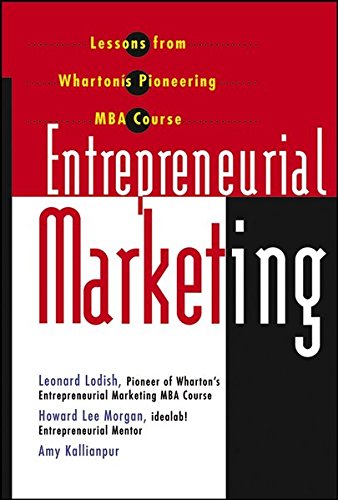 Lessons from
Whartonís Pioneering
MBA Course
Entrepreneurial
Marketing
Leonard Lodish, Pioneer of Wharton's
Entrepreneurial Marketing MBA Course
Howard Lee Morgan, idealab!
Entrepreneurial Mentor
Amy Kallianpur